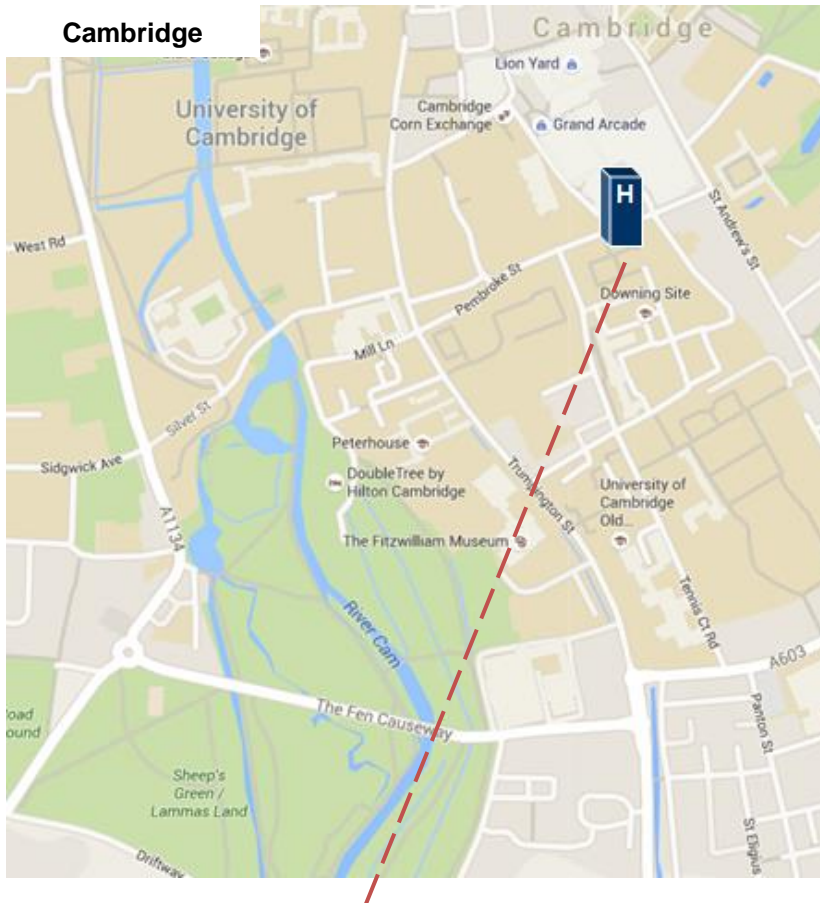 Cambridge
Cambridge
Lion Yard
University of
Cambridge
Cambridge
Corn Exchange
Grand Arcade
H
St Andrew's St
West Rd
Pembroke St
Downing Site
Mill Ln
Silver St
Peterhouse
Sidgwick Ave
DoubleTree by
Hilton Cambridge
Trumpington St
University of
Cambridge
Old...
A1134
The Fitzwilliam Museum
Tennis Ct Rd
River Cam
A603
The Fen Causeway
Panton St
Sheep's
Green /
Lammas Land
St Eligius
Driftway